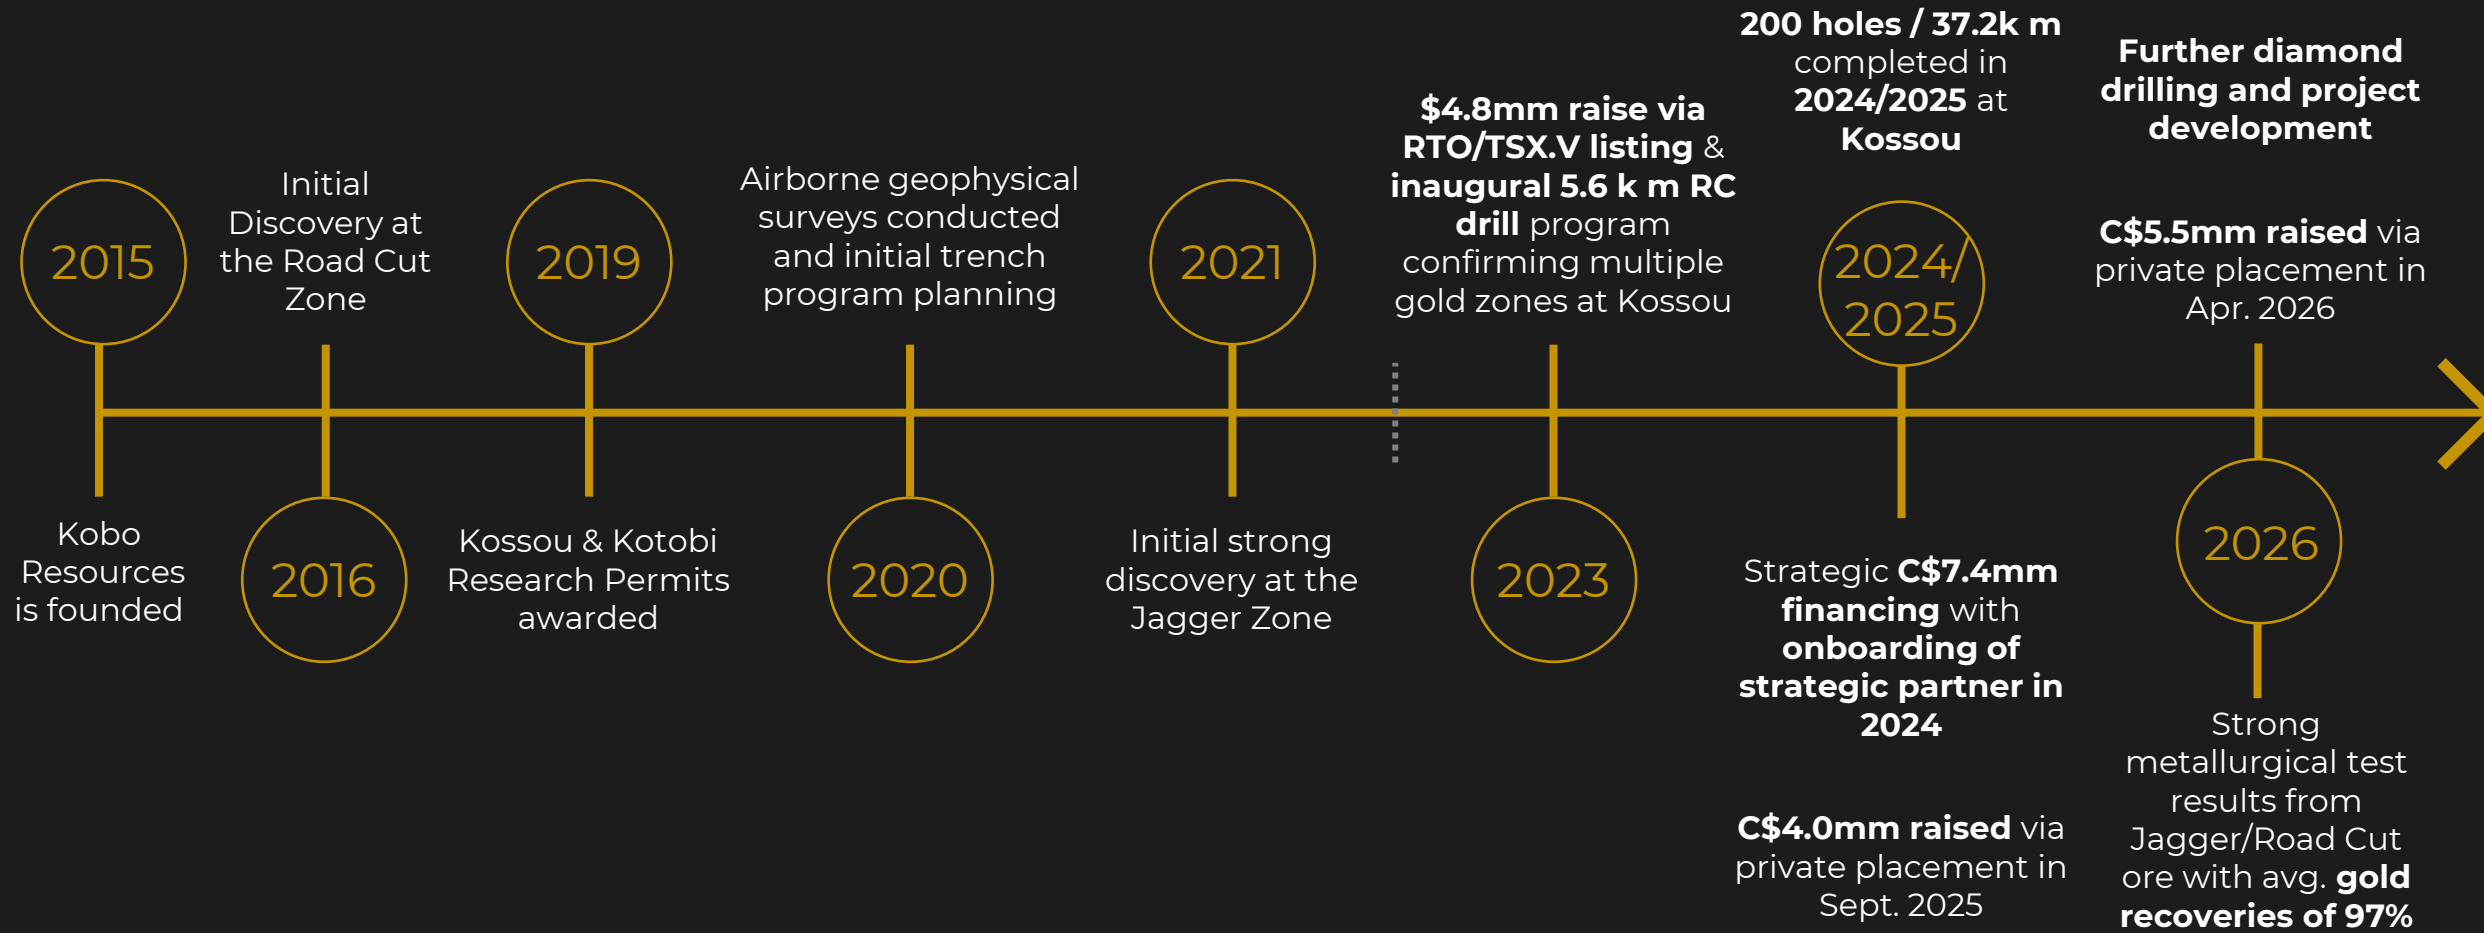 2015
Kobo
Resources
is founded
Initial
Discovery at
the Road Cut
Zone
2016
2019
Kossou & Kotobi
Research Permits
awarded
Airborne geophysical
surveys conducted
and initial trench
program planning
2020
2021
Initial strong
discovery at the
Jagger Zone
$4.8mm raise via
RTO/TSX.V listing &
inaugural 5.6 k m RC
drill program
confirming multiple
gold zones at Kossou
2023
200 holes / 37.2k m
completed in
2024/2025 at
Kossou
2024/
2025
Strategic C$7.4mm
financing with
onboarding of
strategic partner in
2024
C$4.0mm raised via
private placement in
Sept. 2025
Further diamond
drilling and project
development
C$5.5mm raised via
private placement in
Apr. 2026
2026
Strong
metallurgical test
results from
Jagger/Road Cut
ore with avg. gold
recoveries of 97%